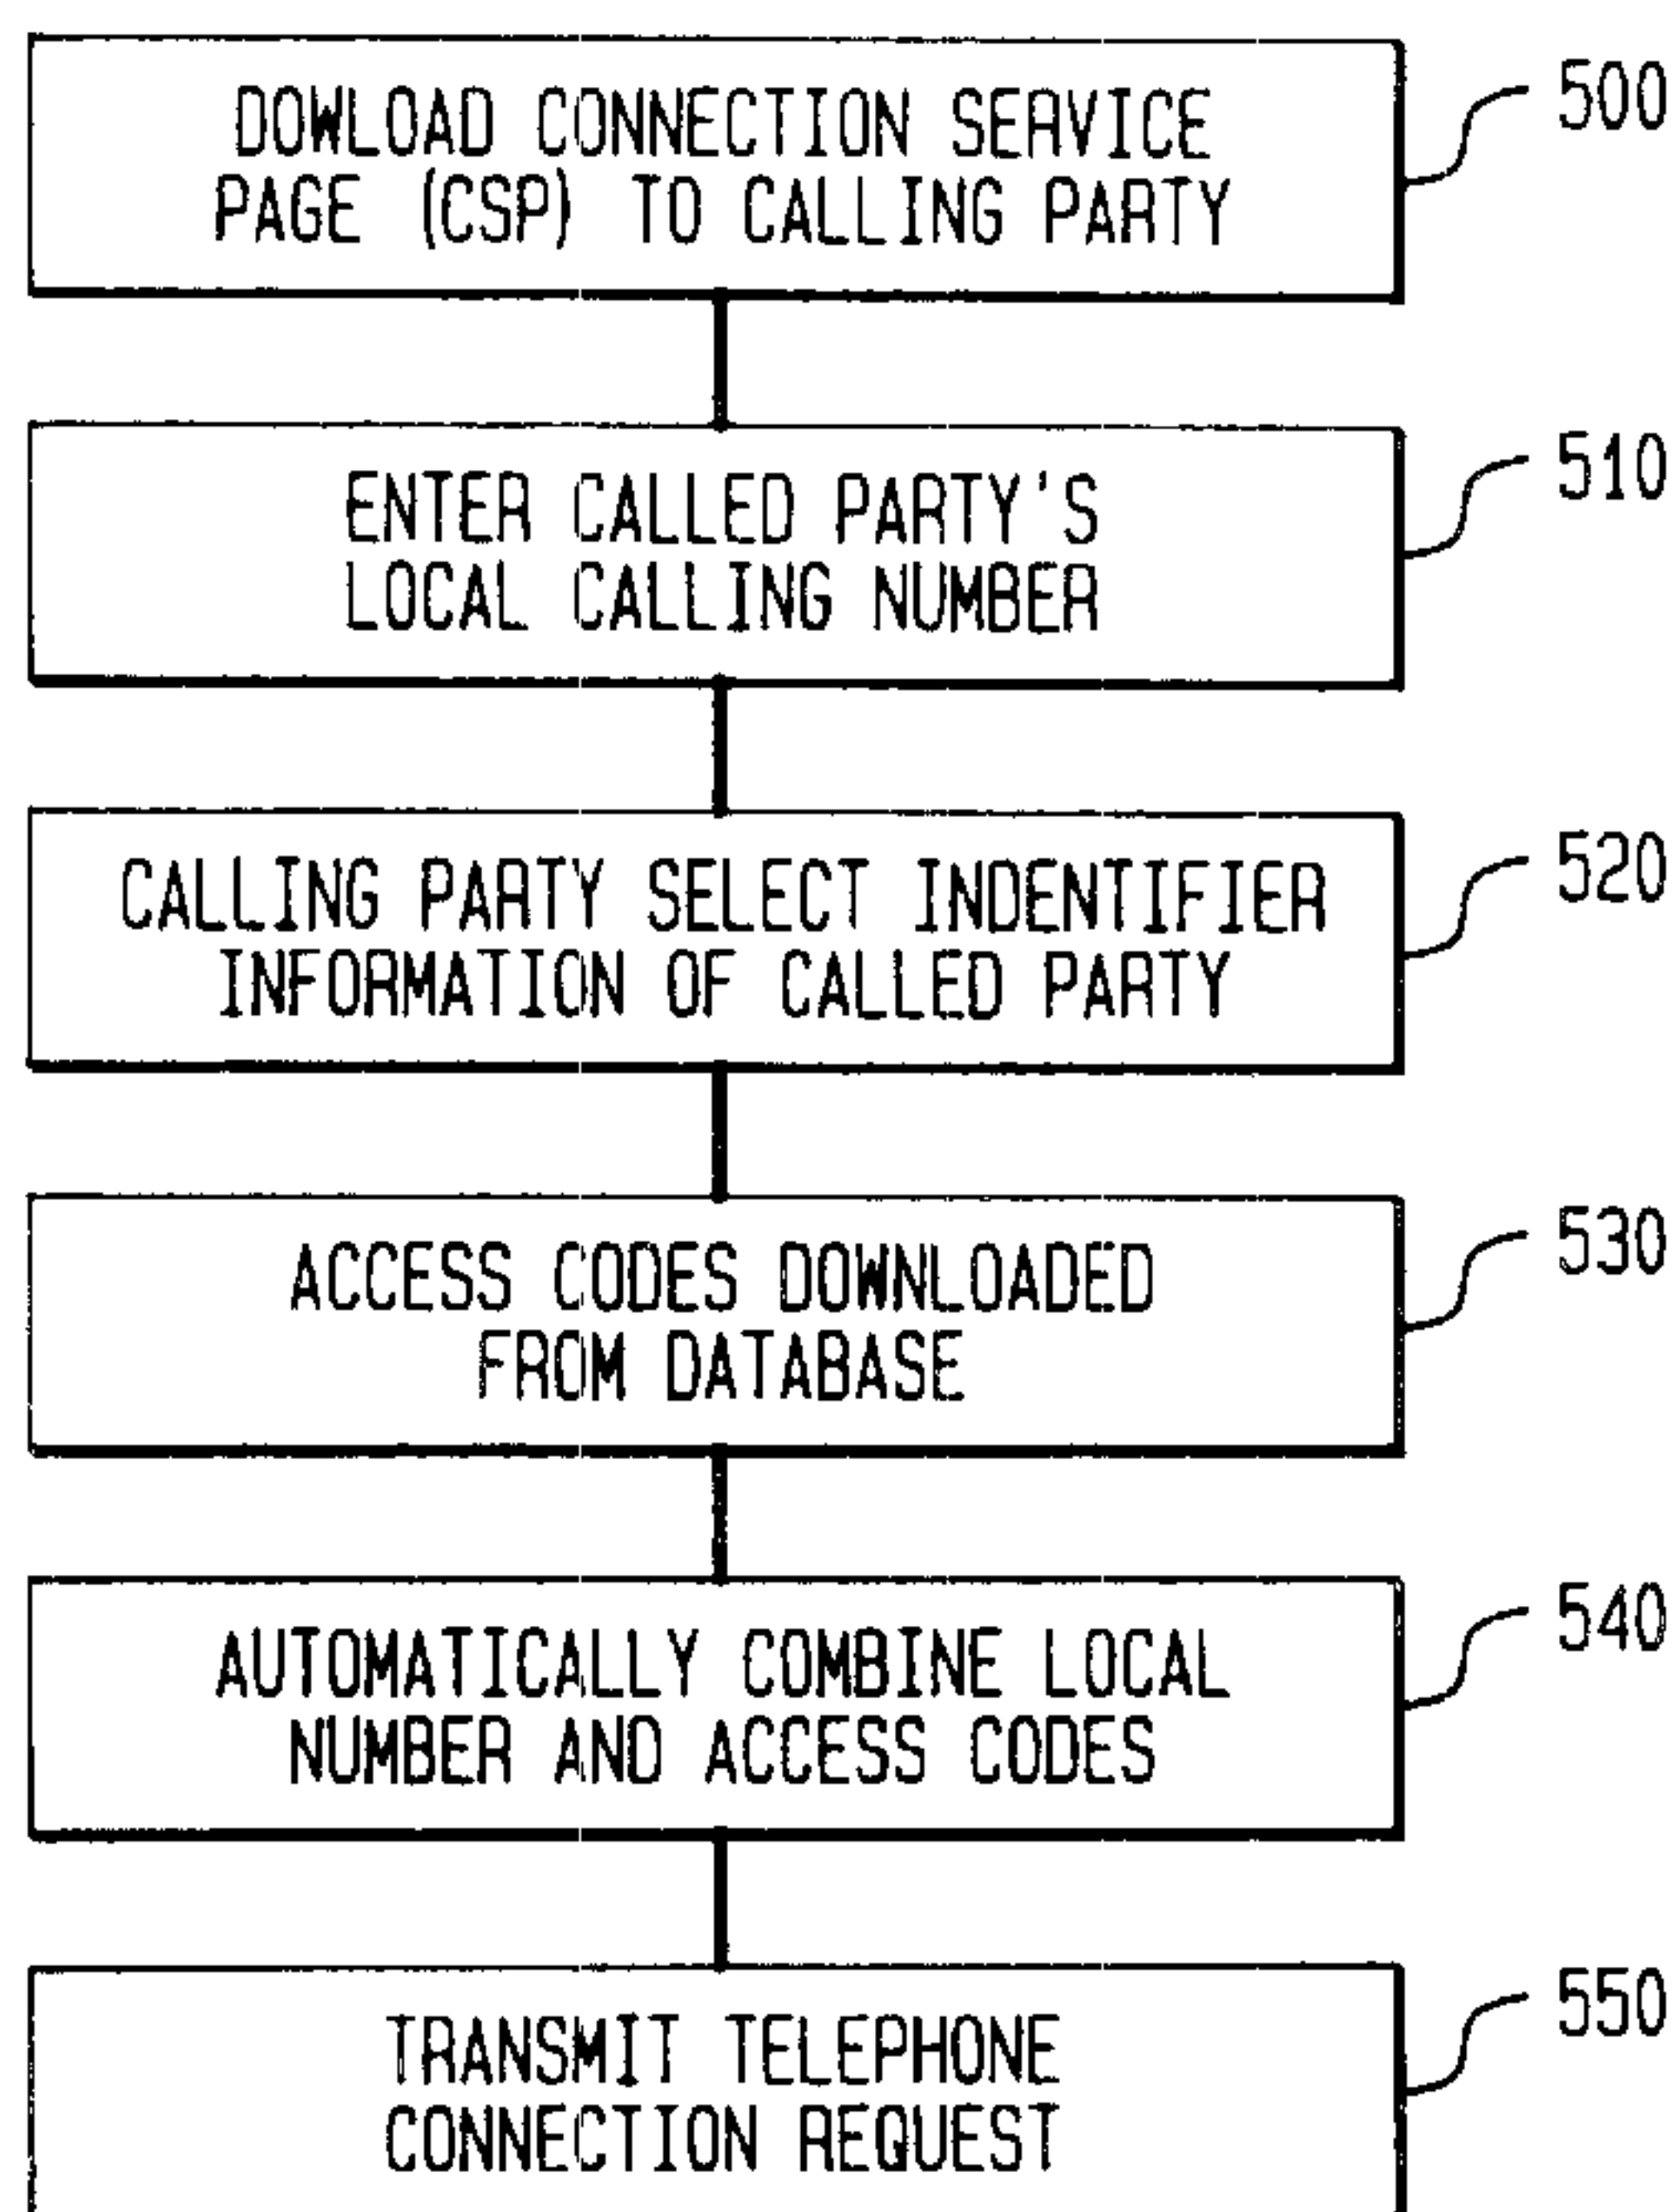 DOWLOAD CONNECTION SERVICE
PAGE (CSP) TO CALLING PARTY
500
ENTER CALLED PARTY'S
LOCAL CALLING NUMBER
510
CALLING PARTY SELECT INDENTIFIER
INFORMATION OF CALLED PARTY
520
ACCESS CODES DOWNLOADED
FROM DATABASE
530
AUTOMATICALLY COMBINE LOCAL
NUMBER AND ACCESS CODES
540
TRANSMIT TELEPHONE
CONNECTION REQUEST
550